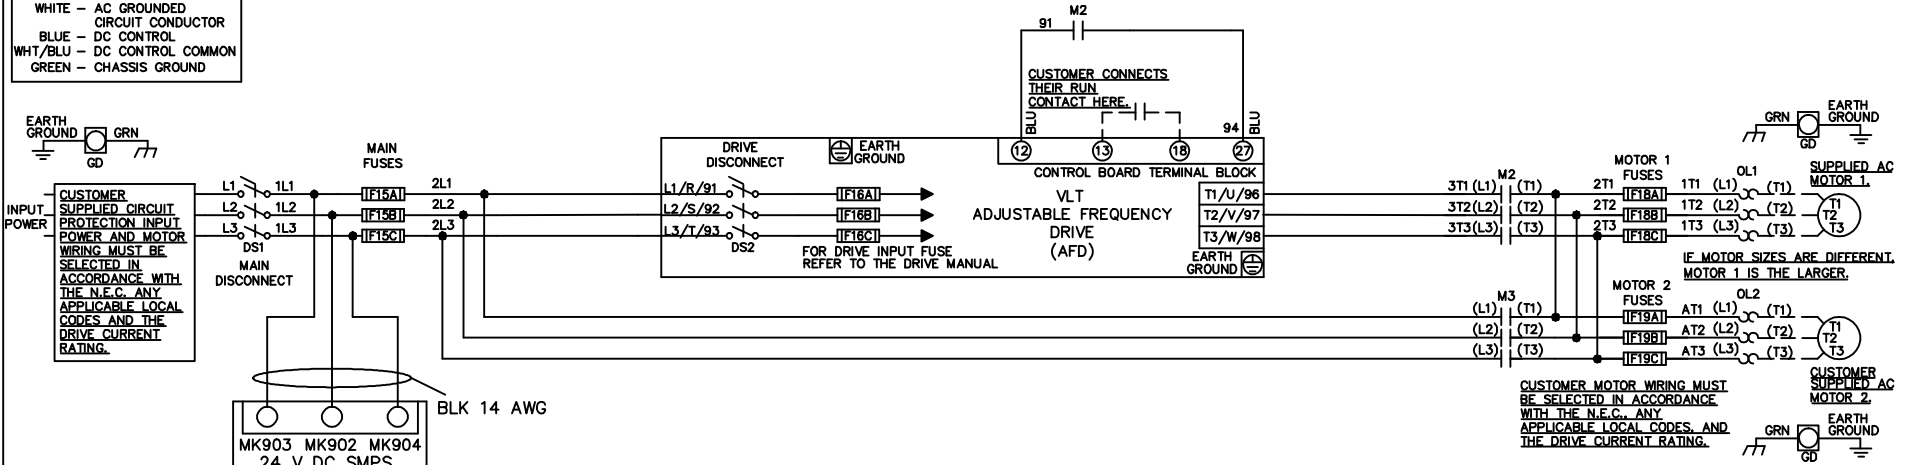 WHITE – AC GROUNDED
CIRCUIT CONDUCTOR
BLUE – DC CONTROL
WHT/BLU – DC CONTROL COMMON
GREEN – CHASSIS GROUND
EARTH
GROUND
GRN
GD
INPUT
POWER
CUSTOMER
SUPPLIED CIRCUIT
PROTECTION INPUT
POWER AND MOTOR
WIRING MUST BE
SELECTED IN
ACCORDANCE WITH
THE N.E.C. ANY
APPLICABLE LOCAL
CODES AND THE
DRIVE CURRENT
RATING.
L1
L2
L3
1L1
1L2
1L3
DS1
MAIN
DISCONNECT
MAIN
FUSES
F15A
F15B
F15C
2L1
2L2
2L3
BLK 14 AWG
MK903 MK902 MK904
24 V DC SMPS
L1/R/91
L2/S/92
L3/T/93
DRIVE
DISCONNECT
DS2
EARTH
GROUND
F16A
F16B
F16C
FOR DRIVE INPUT FUSE
REFER TO THE DRIVE MANUAL
M2
91
CUSTOMER CONNECTS
THEIR RUN
CONTACT HERE.
BLU
94
BLU
12
13
18
27
CONTROL BOARD TERMINAL BLOCK
VLT
ADJUSTABLE FREQUENCY
DRIVE
(AFD)
T1/U/96
T2/V/97
T3/W/98
EARTH
GROUND
M2
3T1 (L1) (T1)
3T2(L2) (T2)
3T3(L3) (T3)
M3
(L1) (T1)
(L2) (T2)
(L3) (T3)
MOTOR 1
FUSES
2T1
2T2
2T3
F18A
F18B
F18C
1T1 (L1)
1T2 (L2)
1T3 (L3)
OL1
(T1)
(T2)
(T3)
T1
T2
T3
GRN
EARTH
GROUND
GD
SUPPLIED AC
MOTOR 1.
IF MOTOR SIZES ARE DIFFERENT,
MOTOR 1 IS THE LARGER.
MOTOR 2
FUSES
F19A
F19B
F19C
AT1 (L1)
AT2 (L2)
AT3 (L3)
OL2
(T1)
(T2)
(T3)
T1
T2
T3
CUSTOMER
SUPPLIED AC
MOTOR 2.
CUSTOMER MOTOR WIRING MUST
BE SELECTED IN ACCORDANCE
WITH THE N.E.C., ANY
APPLICABLE LOCAL CODES, AND
THE DRIVE CURRENT RATING.
GRN
EARTH
GROUND
GD